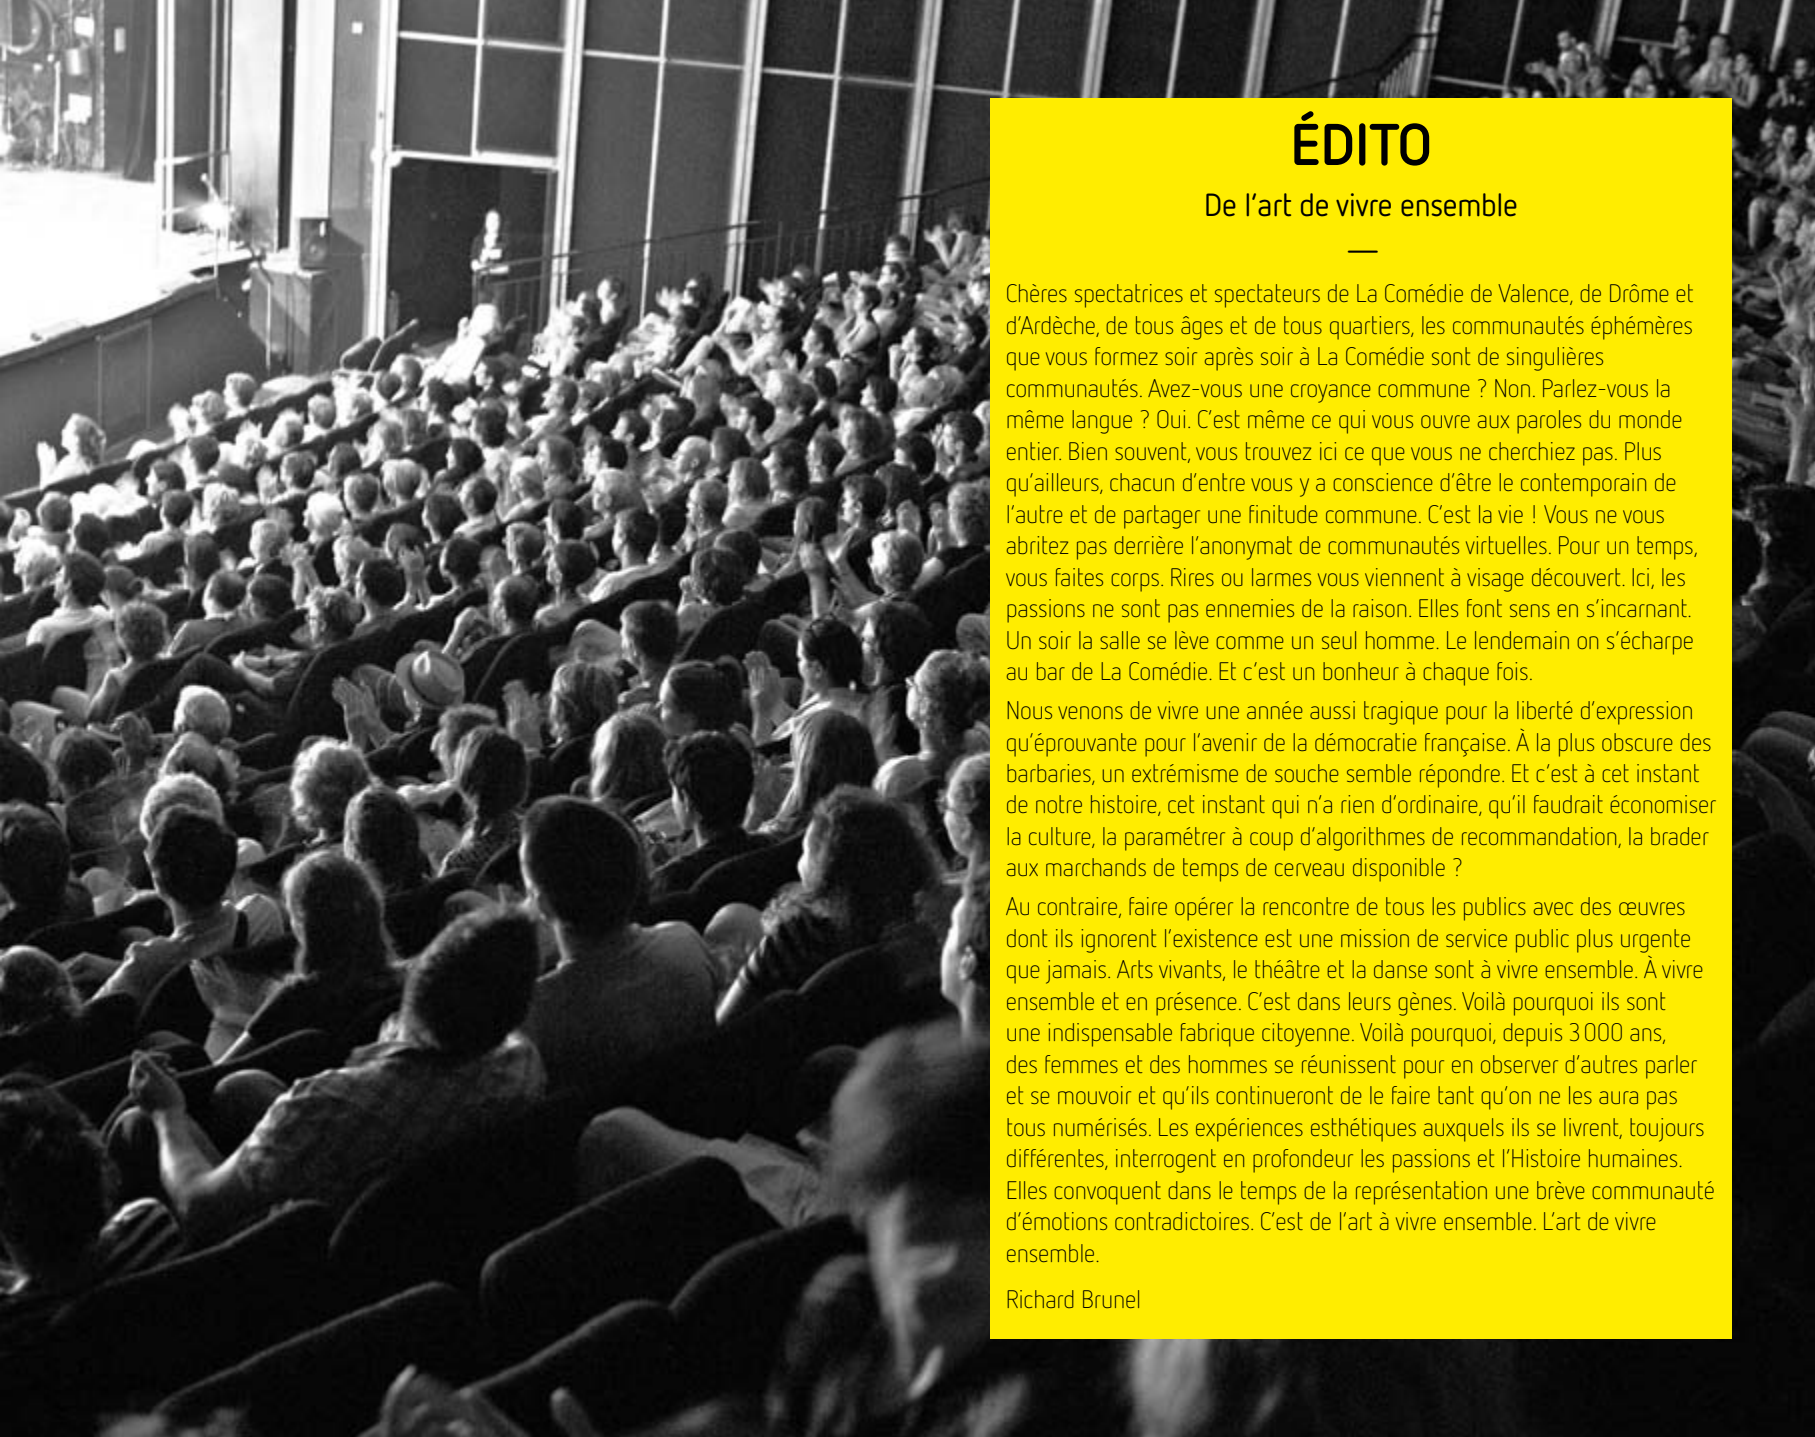 ÉDITO
De l'art de vivre ensemble
—
Chères spectatrices et spectateurs de La Comédie de Valence, de Drôme et
d'Ardèche, de tous âges et de tous quartiers, les communautés éphémères
que vous formez soir après soir à La Comédie sont de singulières
communautés. Avez-vous une croyance commune ? Non. Parlez-vous la
même langue ? Oui. C'est même ce qui vous ouvre aux paroles du monde
entier. Bien souvent, vous trouvez ici ce que vous ne cherchiez pas. Plus
qu'ailleurs, chacun d'entre vous y a conscience d'être le contemporain de
l'autre et de partager une finitude commune. C'est la vie ! Vous ne vous
abritez pas derrière l'anonymat de communautés virtuelles. Pour un temps,
vous faites corps. Rires ou larmes vous viennent à visage découvert. Ici, les
passions ne sont pas ennemies de la raison. Elles font sens en s'incarnant.
Un soir la salle se lève comme un seul homme. Le lendemain on s'écharpe
au bar de La Comédie. Et c'est un bonheur à chaque fois.
Nous venons de vivre une année aussi tragique pour la liberté d'expression
qu'éprouvante pour l'avenir de la démocratie française. À la plus obscure des
barbaries, un extrémisme de souche semble répondre. Et c'est à cet instant
de notre histoire, cet instant qui n'a rien d'ordinaire, qu'il faudrait économiser
la culture, la paramétrer à coup d'algorithmes de recommandation, la brader
aux marchands de temps de cerveau disponible ?
Au contraire, faire opérer la rencontre de tous les publics avec des œuvres
dont ils ignorent l'existence est une mission de service public plus urgente
que jamais. Arts vivants, le théâtre et la danse sont à vivre ensemble. À vivre
ensemble et en présence. C'est dans leurs gènes. Voilà pourquoi ils sont
une indispensable fabrique citoyenne. Voilà pourquoi, depuis 3 000 ans,
des femmes et des hommes se réunissent pour en observer d'autres parler
et se mouvoir et qu'ils continueront de le faire tant qu'on ne les aura pas
tous numérisés. Les expériences esthétiques auxquels ils se livrent, toujours
différentes, interrogent en profondeur les passions et l'Histoire humaines.
Elles convoquent dans le temps de la représentation une brève communauté
d'émotions contradictoires. C'est de l'art à vivre ensemble. L'art de vivre
ensemble.
Richard Brunel